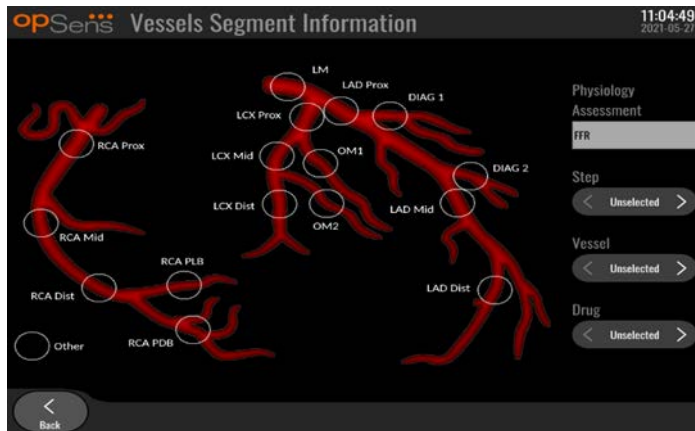 opSens Vessels Segment Information
11:04:49
2021-05-27
LM
LAD Prox
DIAG 1
LCX Prox
RCA Prox
LCX Mid
OM1
DIAG 2
LCX Dist
OM2
LAD Mid
RCA Mid
RCA PLB
RCA Dist
LAD Dist
RCA PDB
Other
Physiology
Assessment
FFR
Step
< Unselected >
Vessel
< Unselected >
Drug
< Unselected >
<
Back